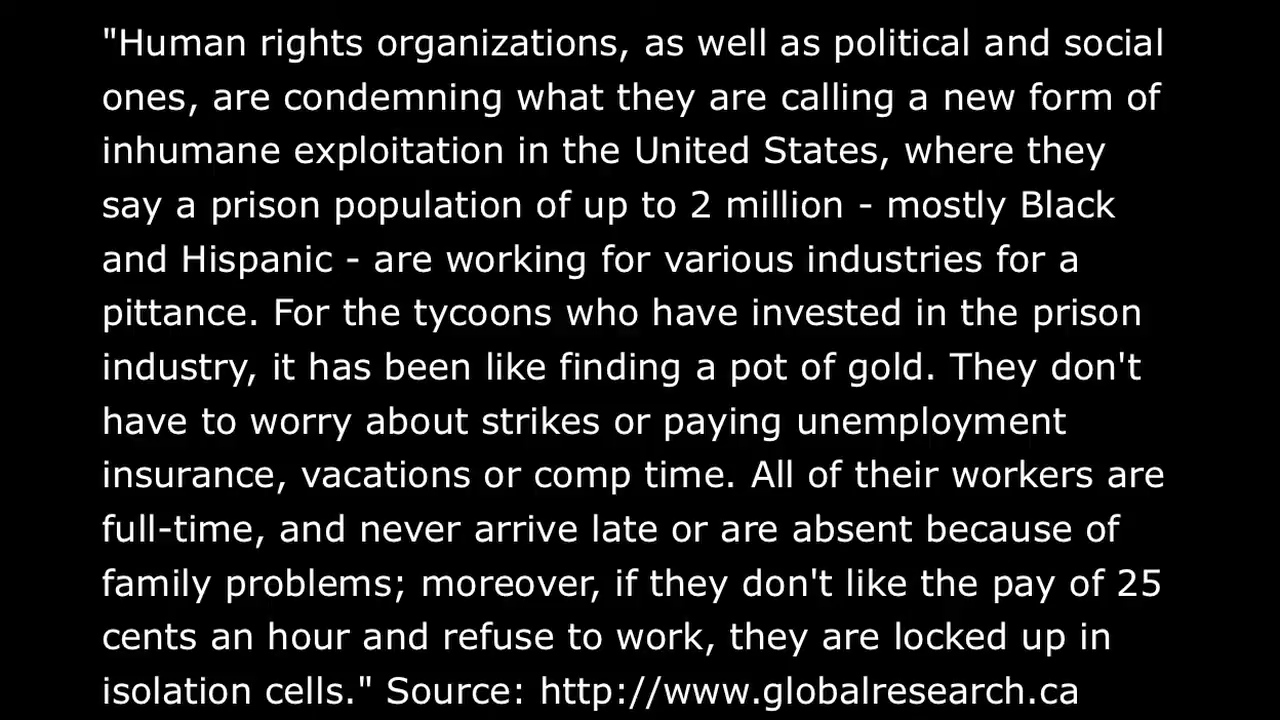 "Human rights organizations, as well as political and social
ones, are condemning what they are calling a new form of
inhumane exploitation in the United States, where they
say a prison population of up to 2 million - mostly Black
and Hispanic - are working for various industries for a
pittance. For the tycoons who have invested in the prison
industry, it has been like finding a pot of gold. They don't
have to worry about strikes or paying unemployment
insurance, vacations or comp time. All of their workers are
full-time, and never arrive late or are absent because of
family problems; moreover, if they don't like the pay of 25
cents an hour and refuse to work, they are locked up in
isolation cells." Source: http://www.globalresearch.ca